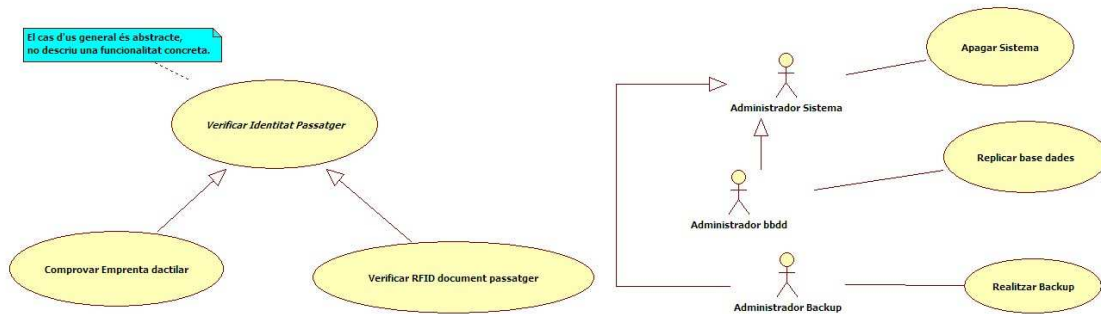 El cas d'us general és abstracte,
no descriu una funcionalitat concreta.
Verificar Identitat Passatger
Comprovar Emprenta dactilar
Verificar RFID document passatger
Apagar Sistema
Administrador Sistema
Replicar base dades
Administrador bbdd
Realitzar Backup
Administrador Backup